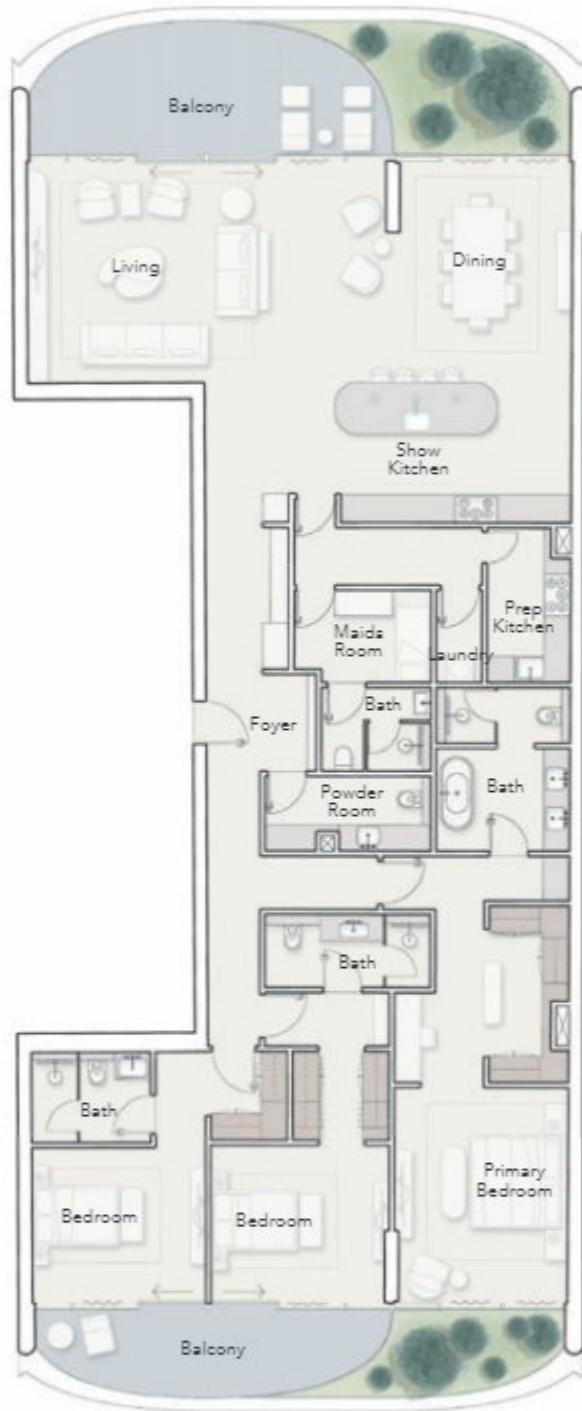 Balcony
Living
Dining
Show
Kitchen
Prep
Kitchen
Maida
Room
Laundry
Bath
Foyer
Powder
Room
Bath
Bath
Bath
Primary
Bedroom
Bedroom
Bedroom
Balcony